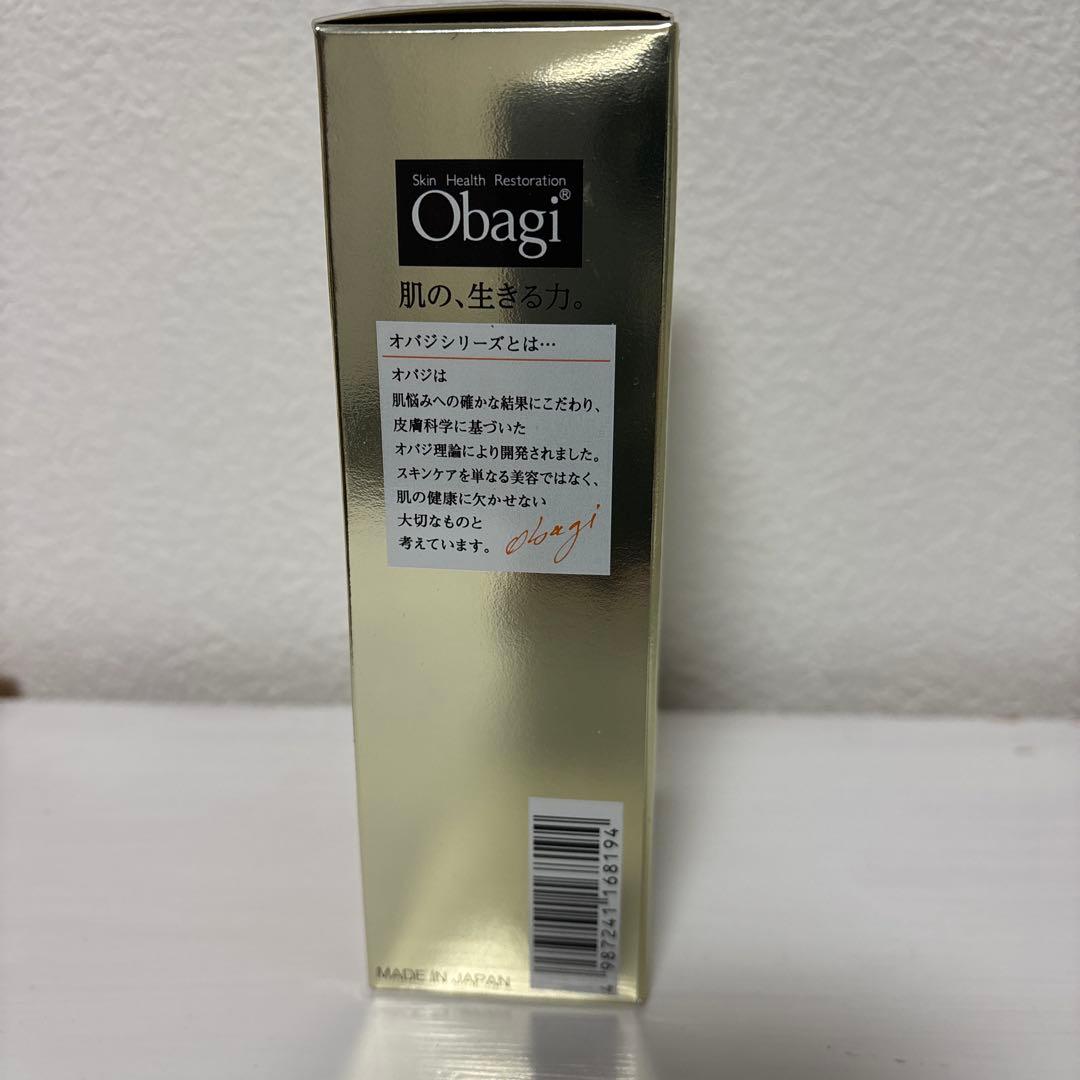 Skin Health Restoration
Obagi®
肌の、生きる力。
オバジシリーズとは…
オバジは
肌悩みへの確かな結果にこだわり、
皮膚科学に基づいた
オバジ理論により開発されました。
スキンケアを単なる美容ではなく、
肌の健康に欠かせない
大切なものと
考えています。
obagi
4987241168194
MADE IN JAPAN